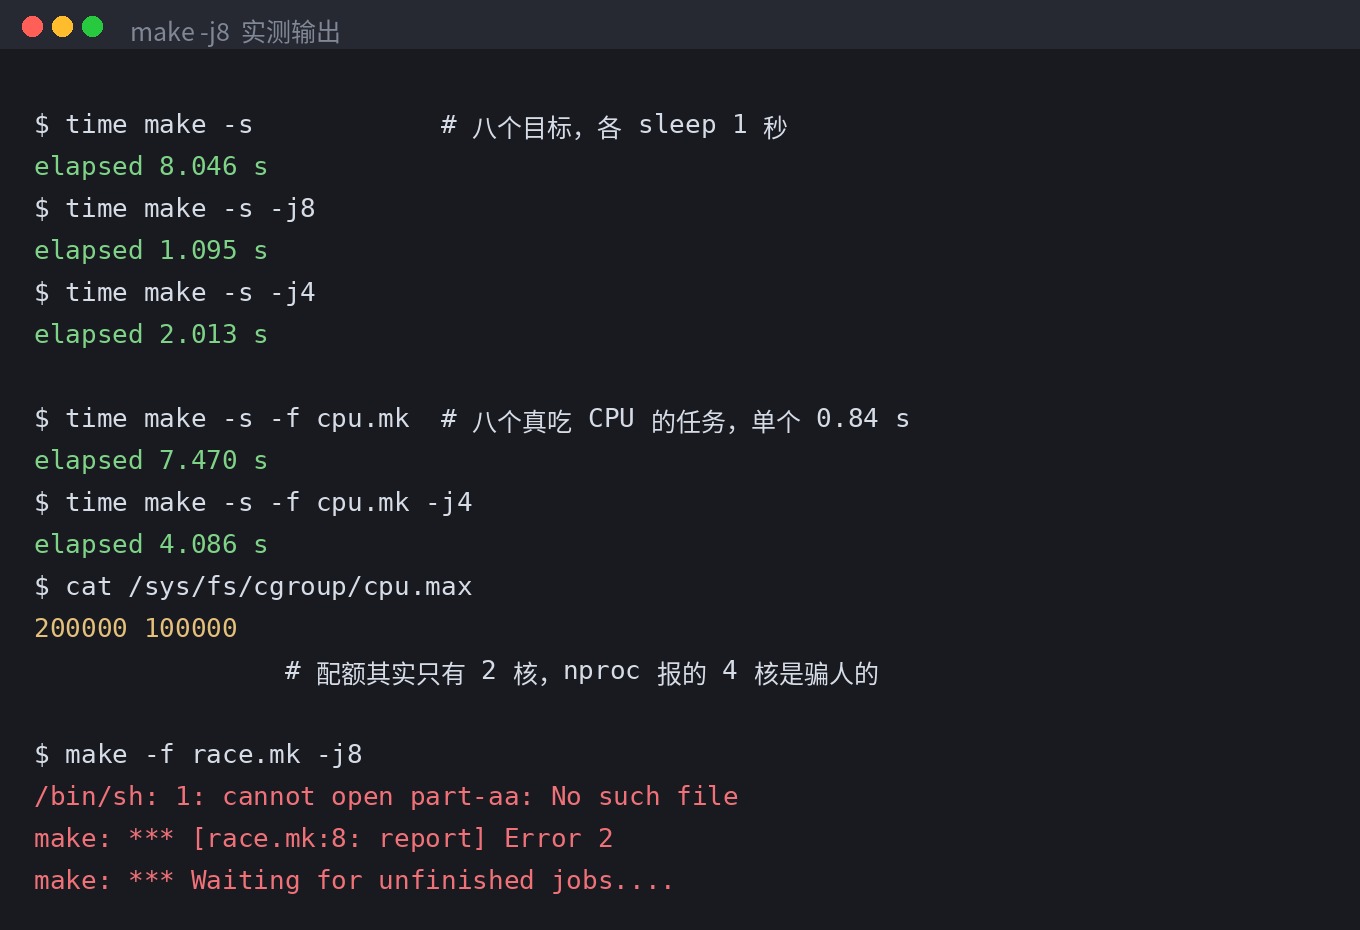 make -j8 实测输出
$ time make -s # 八个目标，各 sleep 1 秒
elapsed 8.046 s
$ time make -s -j8
elapsed 1.095 s
$ time make -s -j4
elapsed 2.013 s
$ time make -s -f cpu.mk # 八个真吃 CPU 的任务，单个 0.84 s
elapsed 7.470 s
$ time make -s -f cpu.mk -j4
elapsed 4.086 s
$ cat /sys/fs/cgroup/cpu.max
200000 100000
# 配额其实只有 2 核，nproc 报的 4 核是骗人的
$ make -f race.mk -j8
/bin/sh: 1: cannot open part-aa: No such file
make: *** [race.mk:8: report] Error 2
make: *** Waiting for unfinished jobs....